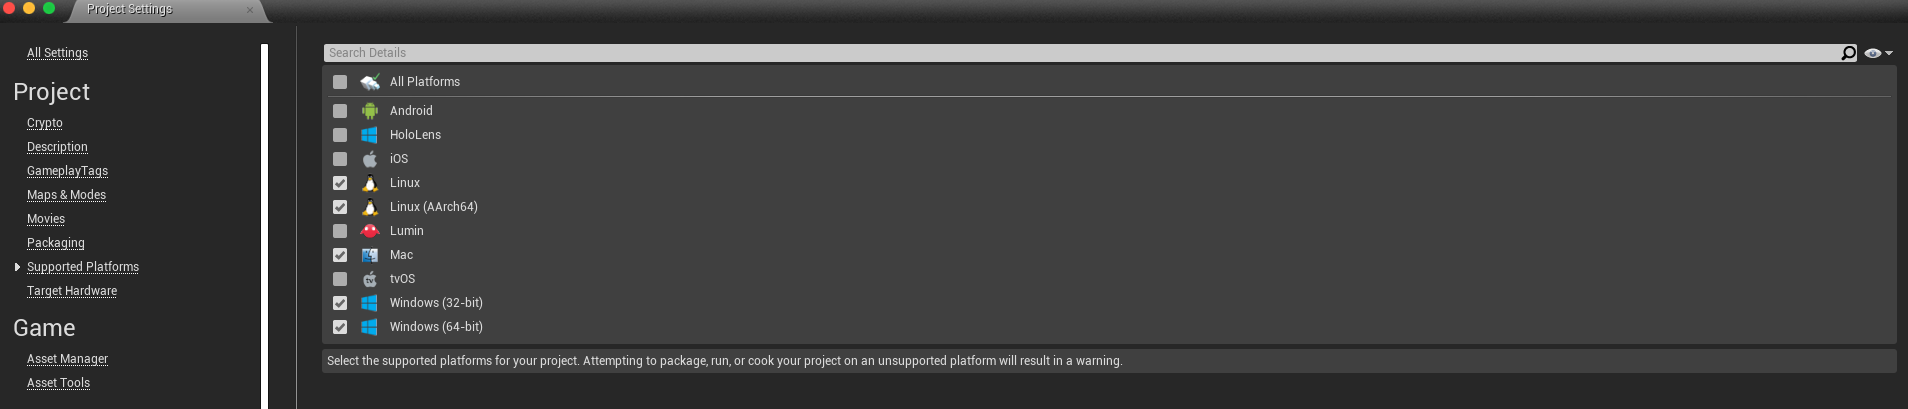 Project Settings
All Settings
Project
Crypto
Description
GameplayTags
Maps & Modes
Movies
Packaging
Supported Platforms
Target Hardware
Game
Asset Manager
Asset Tools
Search Details
All Platforms
Android
HoloLens
iOS
Linux
Linux (AArch64)
Lumin
Mac
tvOS
Windows (32-bit)
Windows (64-bit)
Select the supported platforms for your project. Attempting to package, run, or cook your project on an unsupported platform will result in a warning.